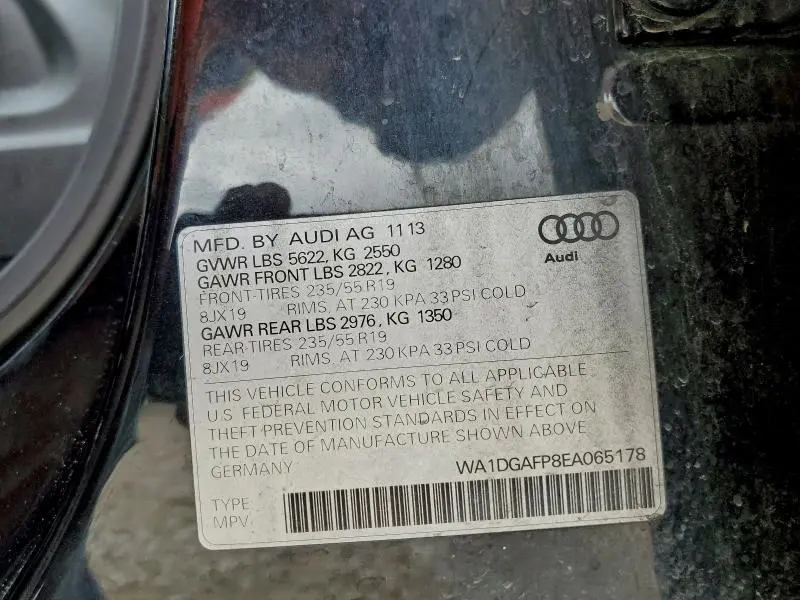 MFD. BY AUDI AG 11 13
GVWR LBS 5622, KG 2550
GAWR FRONT LBS 2822, KG 1280
FRONT-TIRES 235/55 R19
8JX19 RIMS, AT 230 KPA 33 PSI COLD
GAWR REAR LBS 2976, KG 1350
REAR-TIRES 235/55 R19
8JX19 RIMS, AT 230 KPA 33 PSI COLD
Audi
THIS VEHICLE CONFORMS TO ALL APPLICABLE
U.S. FEDERAL MOTOR VEHICLE SAFETY AND
THEFT PREVENTION STANDARDS IN EFFECT ON
THE DATE OF MANUFACTURE SHOWN ABOVE.
GERMANY
WA1DGAFP8EA065178
TYPE
MPV